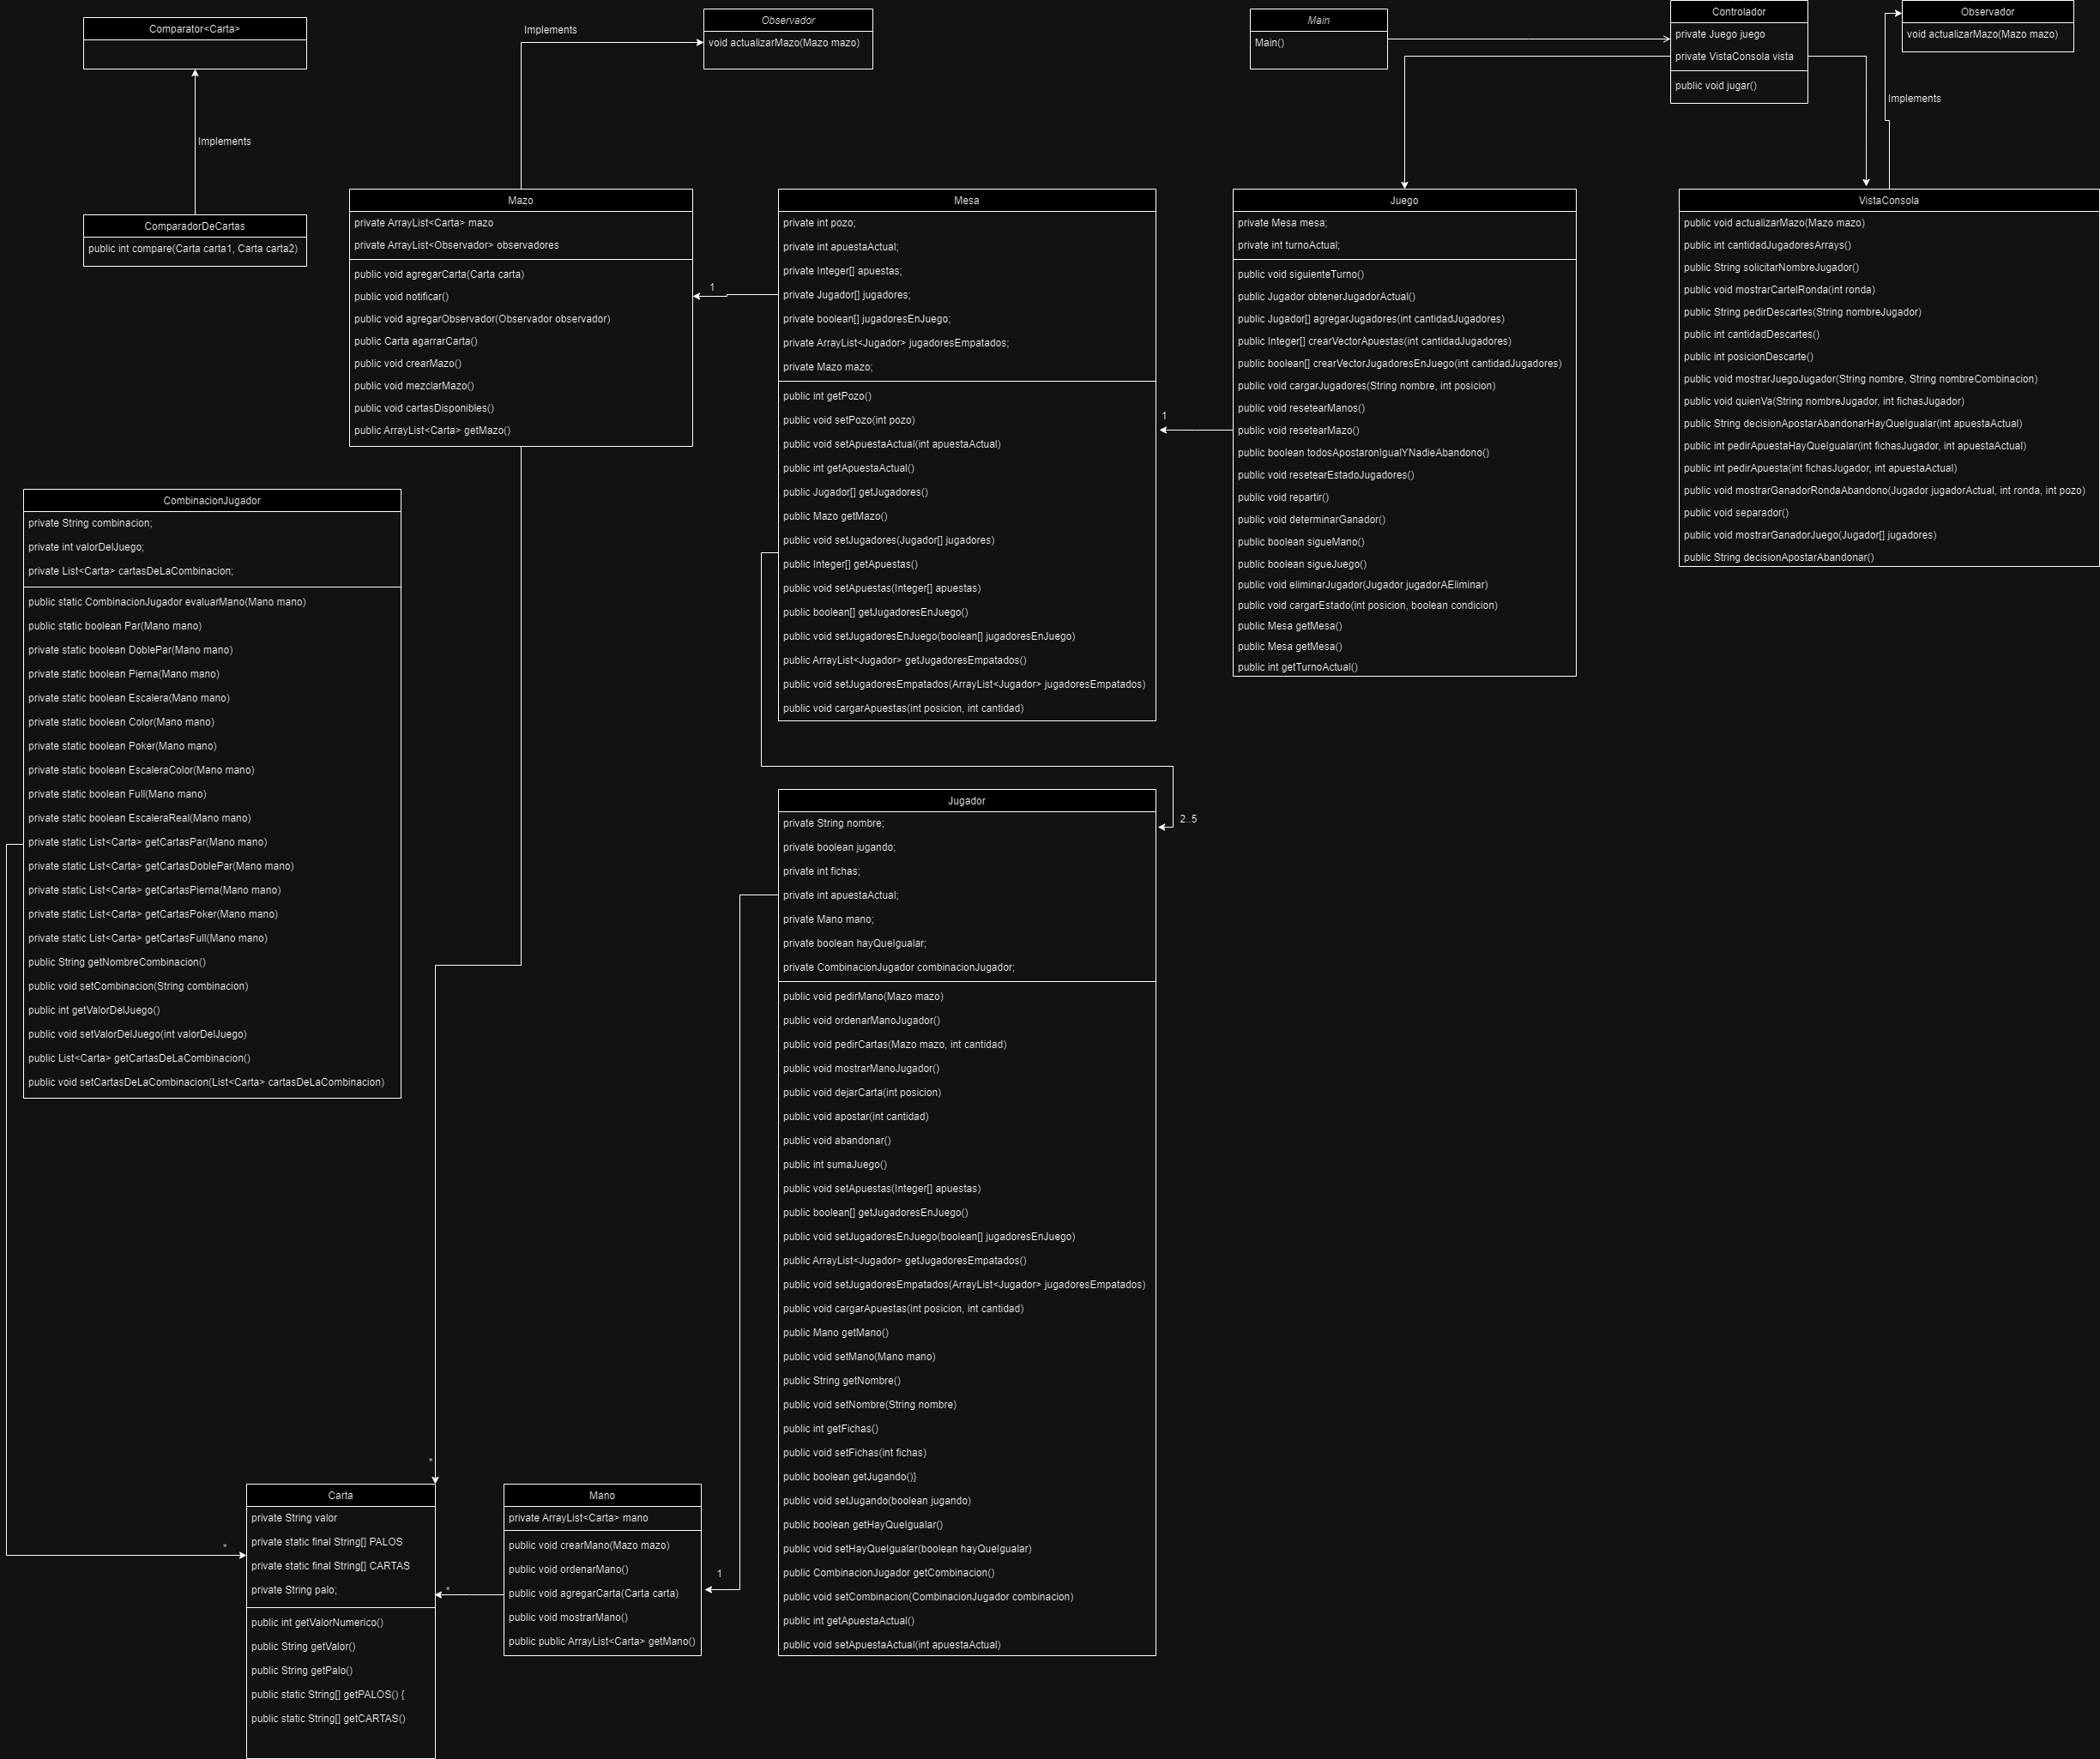 Comparator<Carta>
Implements
ComparadorDeCartas
public int compare(Carta carta1, Carta carta2)
Implements
Observador
void actualizarMazo(Mazo mazo)
Main
Main()
Controlador
private Juego juego
private VistaConsola vista
public void jugar()
Observador
void actualizarMazo(Mazo mazo)
Implements
Mazo
private ArrayList<Carta> mazo
private ArrayList<Observador> observadores
public void agregarCarta(Carta carta)
public void notificar()
public void agregarObservador(Observador observador)
public Carta agarrarCarta()
public void crearMazo()
public void mezclarMazo()
public void cartasDisponibles()
public ArrayList<Carta> getMazo()
1
Mesa
private int pozo;
private int apuestaActual;
private Integer[] apuestas;
private Jugador[] jugadores;
private boolean[] jugadoresEnJuego;
private ArrayList<Jugador> jugadoresEmpatados;
private Mazo mazo;
public int getPozo()
public void setPozo(int pozo)
public void setApuestaActual(int apuestaActual)
public int getApuestaActual()
public Jugador[] getJugadores()
public Mazo getMazo()
public void setJugadores(Jugador[] jugadores)
public Integer[] getApuestas()
public void setApuestas(Integer[] apuestas)
public boolean[] getJugadoresEnJuego()
public void setJugadoresEnJuego(boolean[] jugadoresEnJuego)
public ArrayList<Jugador> getJugadoresEmpatados()
public void setJugadoresEmpatados(ArrayList<Jugador> jugadoresEmpatados)
public void cargarApuestas(int posicion, int cantidad)
1
Juego
private Mesa mesa;
private int turnoActual;
public void siguienteTurno()
public Jugador obtenerJugadorActual()
public Jugador[] agregarJugadores(int cantidadJugadores)
public Integer[] crearVectorApuestas(int cantidadJugadores)
public boolean[] crearVectorJugadoresEnJuego(int cantidadJugadores)
public void cargarJugadores(String nombre, int posicion)
public void resetearManos()
public void resetearMazo()
public boolean todosApostaronIgualYNadieAbandono()
public void resetearEstadoJugadores()
public void repartir()
public void determinarGanador()
public boolean sigueMano()
public boolean sigueJuego()
public void eliminarJugador(Jugador jugadorAEliminar)
public void cargarEstado(int posicion, boolean condicion)
public Mesa getMesa()
public Mesa getMesa()
public int getTurnoActual()
VistaConsola
public void actualizarMazo(Mazo mazo)
public int cantidadJugadoresArrays()
public String solicitarNombreJugador()
public void mostrarCartelRonda(int ronda)
public String pedirDescartes(String nombreJugador)
public int cantidadDescartes()
public int posicionDescarte()
public void mostrarJuegoJugador(String nombre, String nombreCombinacion)
public void quienVa(String nombreJugador, int fichasJugador)
public String decisionApostarAbandonarHayQueIgualar(int apuestaActual)
public int pedirApuestaHayQueIgualar(int fichasJugador, int apuestaActual)
public int pedirApuesta(int fichasJugador, int apuestaActual)
public void mostrarGanadorRondaAbandono(Jugador jugadorActual, int ronda, int pozo)
public void separador()
public void mostrarGanadorJuego(Jugador[] jugadores)
public String decisionApostarAbandonar()
CombinacionJugador
private String combinacion;
private int valorDelJuego;
private List<Carta> cartasDeLaCombinacion;
public static CombinacionJugador evaluarMano(Mano mano)
public static boolean Par(Mano mano)
private static boolean DoblePar(Mano mano)
private static boolean Pierna(Mano mano)
private static boolean Escalera(Mano mano)
private static boolean Color(Mano mano)
private static boolean Poker(Mano mano)
private static boolean EscaleraColor(Mano mano)
private static boolean Full(Mano mano)
private static boolean EscaleraReal(Mano mano)
private static List<Carta> getCartasPar(Mano mano)
private static List<Carta> getCartasDoblePar(Mano mano)
private static List<Carta> getCartasPierna(Mano mano)
private static List<Carta> getCartasPoker(Mano mano)
private static List<Carta> getCartasFull(Mano mano)
public String getNombreCombinacion()
public void setCombinacion(String combinacion)
public int getValorDelJuego()
public void setValorDelJuego(int valorDelJuego)
public List<Carta> getCartasDeLaCombinacion()
public void setCartasDeLaCombinacion(List<Carta> cartasDeLaCombinacion)
Jugador
private String nombre;
private boolean jugando;
private int fichas;
private int apuestaActual;
private Mano mano;
private boolean hayQueIgualar;
private CombinacionJugador combinacionJugador;
public void pedirMano(Mazo mazo)
public void ordenarManoJugador()
public void pedirCartas(Mazo mazo, int cantidad)
public void mostrarManoJugador()
public void dejarCarta(int posicion)
public void apostar(int cantidad)
public void abandonar()
public int sumaJuego()
public void setApuestas(Integer[] apuestas)
public boolean[] getJugadoresEnJuego()
public void setJugadoresEnJuego(boolean[] jugadoresEnJuego)
public ArrayList<Jugador> getJugadoresEmpatados()
public void setJugadoresEmpatados(ArrayList<Jugador> jugadoresEmpatados)
public void cargarApuestas(int posicion, int cantidad)
public Mano getMano()
public void setMano(Mano mano)
public String getNombre()
public void setNombre(String nombre)
public int getFichas()
public void setFichas(int fichas)
public boolean getJugando()}
public void setJugando(boolean jugando)
public boolean getHayQueIgualar()
public void setHayQueIgualar(boolean hayQueIgualar)
public CombinacionJugador getCombinacion()
public void setCombinacion(CombinacionJugador combinacion)
public int getApuestaActual()
public void setApuestaActual(int apuestaActual)
2..5
*
*
Carta
private String valor
private static final String[] PALOS
private static final String[] CARTAS
private String palo;
public int getValorNumerico()
public String getValor()
public String getPalo()
public static String[] getPALOS() {
public static String[] getCARTAS()
*
Mano
private ArrayList<Carta> mano
public void crearMano(Mazo mazo)
public void ordenarMano()
public void agregarCarta(Carta carta)
public void mostrarMano()
public public ArrayList<Carta> getMano()
1